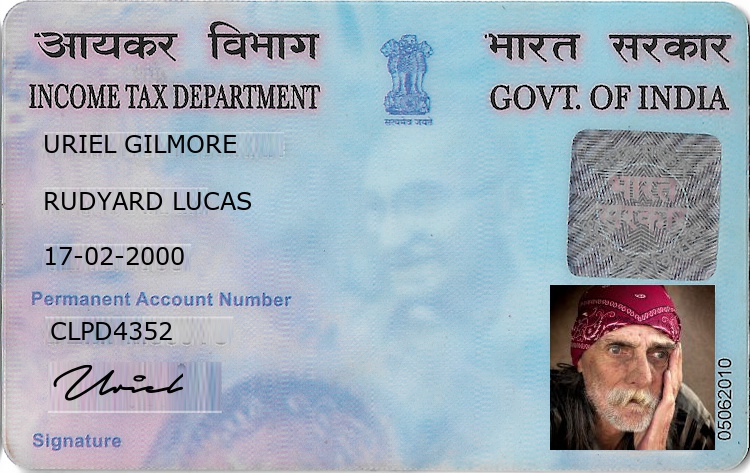 आयकर विभाग
भारत सरकार
INCOME TAX DEPARTMENT
GOVT. OF INDIA
सत्यमेव जयते
URIEL GILMORE
RUDYARD LUCAS
17-02-2000
भारत
सरकार
Permanent Account Number
CLPD4352
Uriel
Signature
05062010